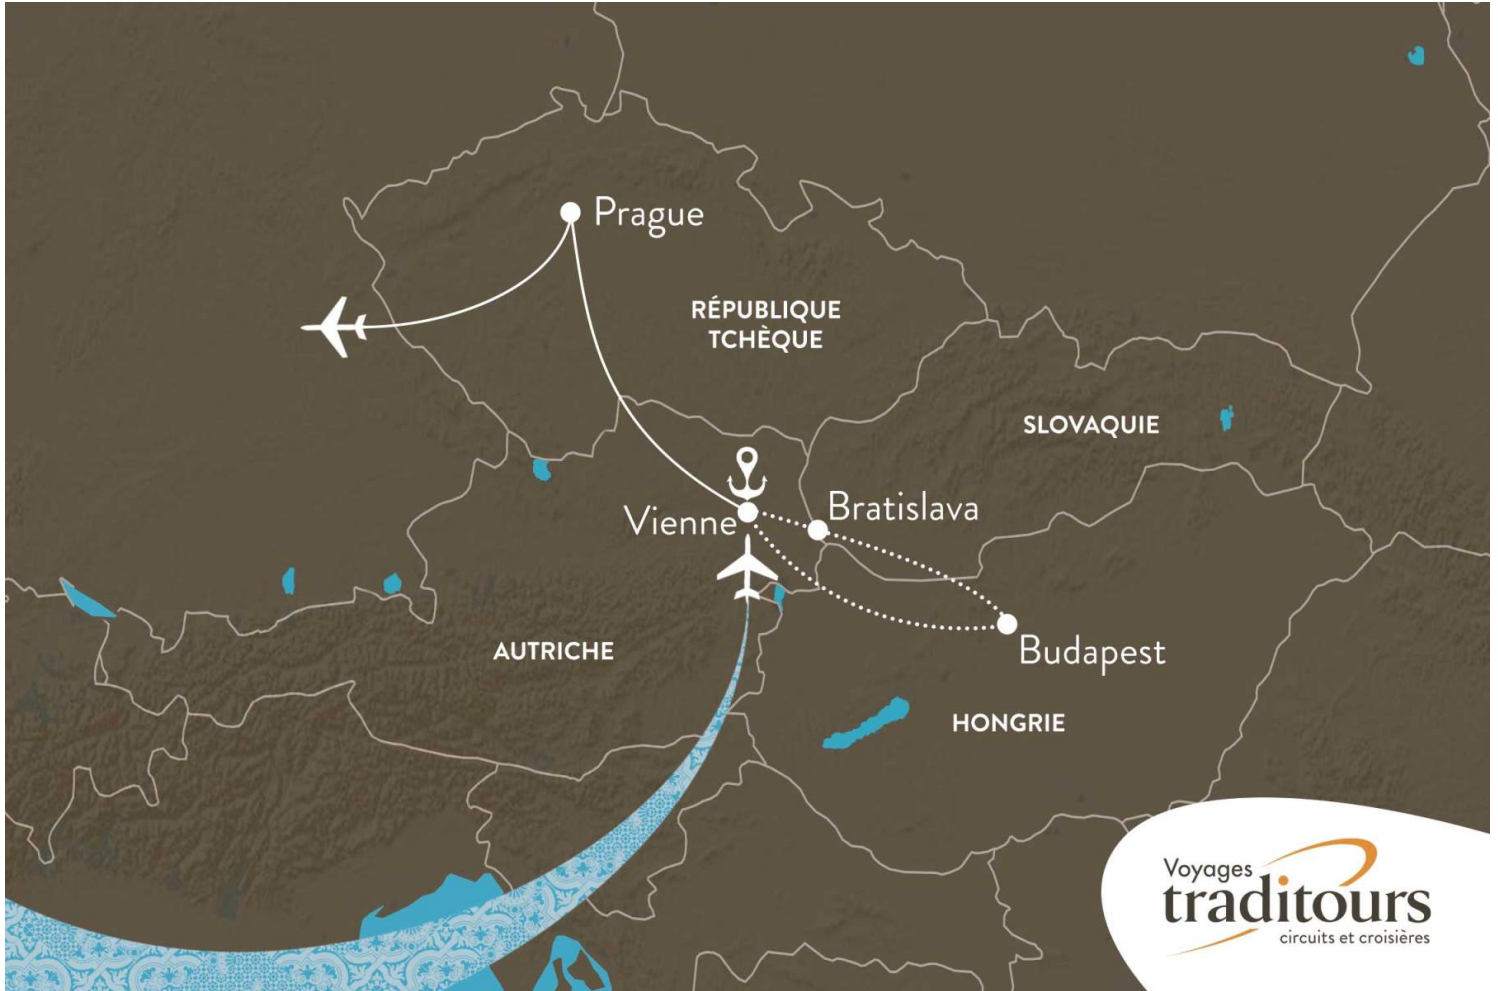 Prague
RÉPUBLIQUE
TCHÈQUE
SLOVAQUIE
Bratislava
Vienne
Budapest
AUTRICHE
HONGRIE
Voyages
traditours
circuits et croisières